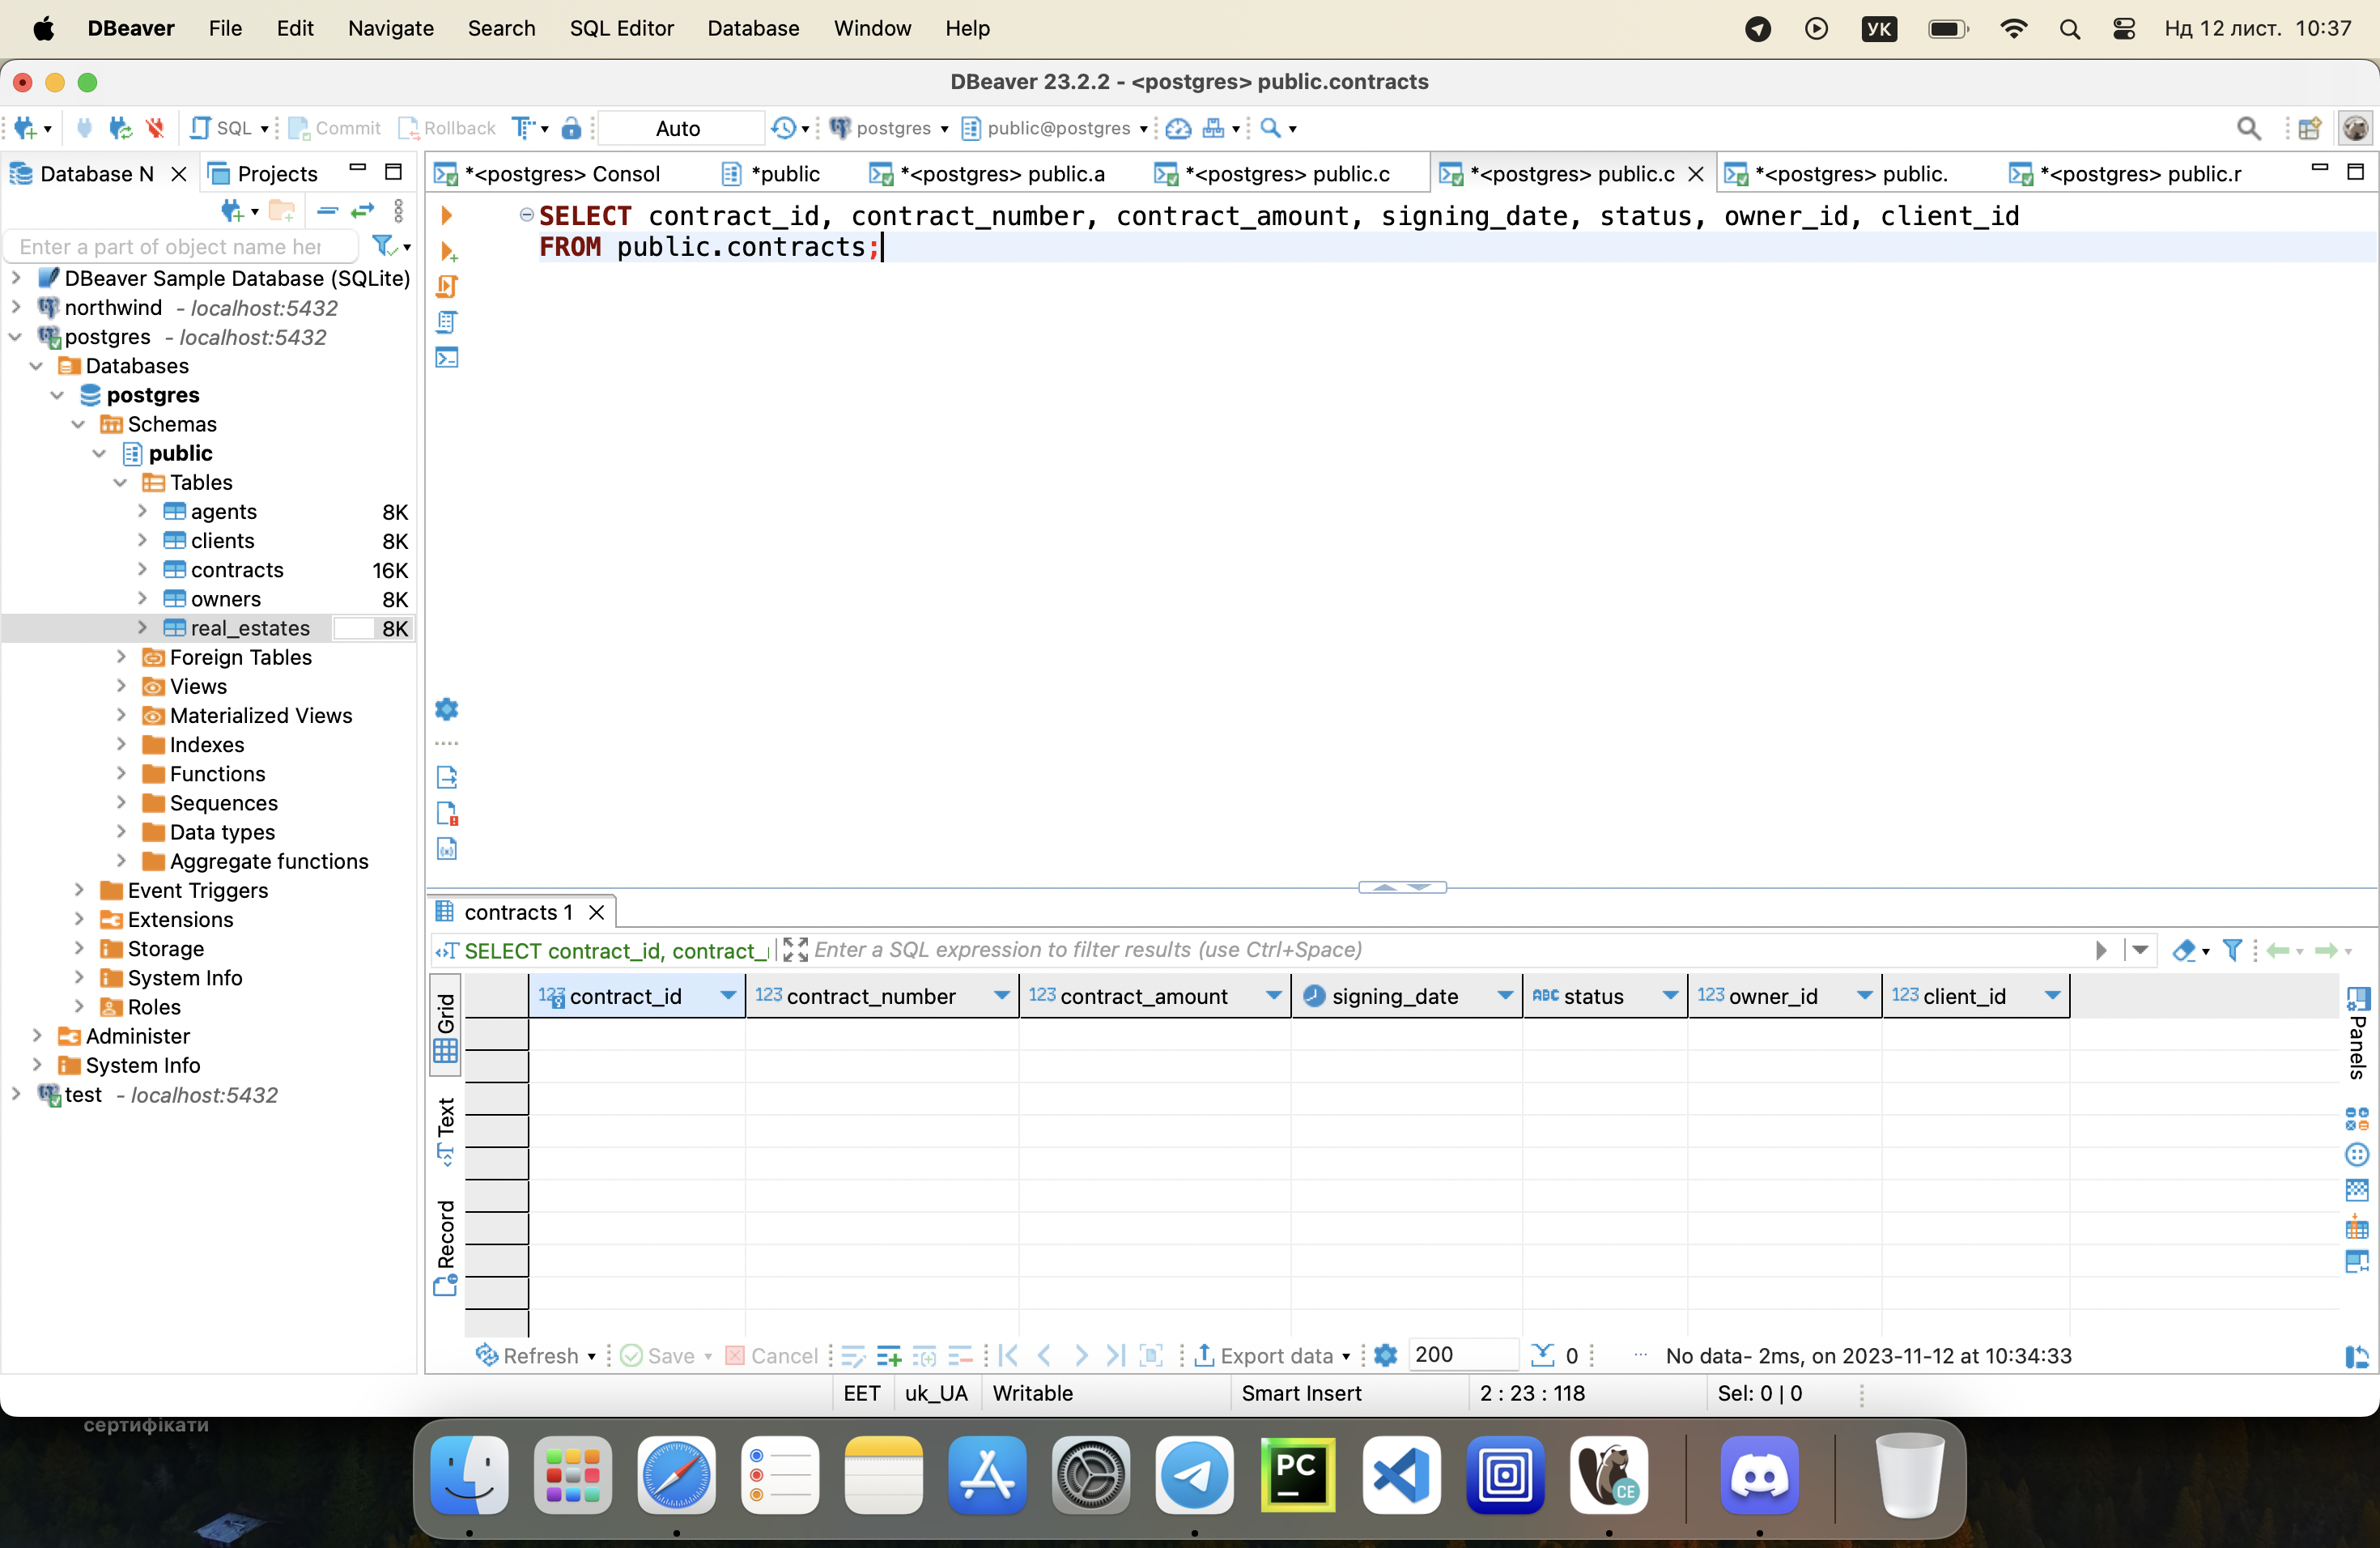 DBeaver File Edit Navigate Search SQL Editor Database Window Help УК Нд 12 лист. 10:37
DBeaver 23.2.2 - <postgres> public.contracts
SQL Commit Rollback Auto postgres public@postgres
Database N Projects
*<postgres> Consol *public *<postgres> public.a *<postgres> public.c *<postgres> public.c *<postgres> public. *<postgres> public.r
Enter a part of object name her
DBeaver Sample Database (SQLite)
northwind - localhost:5432
postgres - localhost:5432
Databases
postgres
Schemas
public
Tables
agents 8K
clients 8K
contracts 16K
owners 8K
real_estates 8K
Foreign Tables
Views
Materialized Views
Indexes
Functions
Sequences
Data types
Aggregate functions
Event Triggers
Extensions
Storage
System Info
Roles
Administer
System Info
test - localhost:5432
SELECT contract_id, contract_number, contract_amount, signing_date, status, owner_id, client_id
FROM public.contracts;
contracts 1
SELECT contract_id, contract_ Enter a SQL expression to filter results (use Ctrl+Space)
Grid
Text
Record
123 contract_id 123 contract_number 123 contract_amount signing_date ABC status 123 owner_id 123 client_id
Panels
Refresh Save Cancel Export data 200 0 ... No data- 2ms, on 2023-11-12 at 10:34:33
EET uk_UA Writable Smart Insert 2 : 23 : 118 Sel: 0 | 0
сертифікати
PC
CE